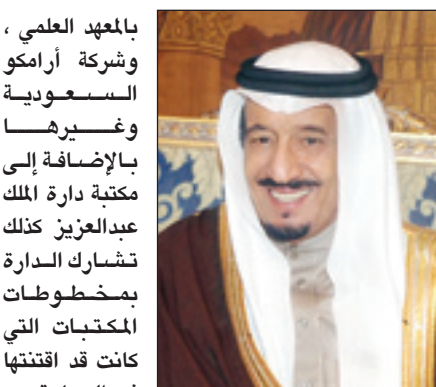 بالمعهد العلمي ،
وشركة أرامكو
السعودية
وغيرها
بالإضافة إلى
مكتبة دارة الملك
عبدالعزيز كذلك
تشارك الدارة
بمخطوطات
المكتبات التي
كانت قد اقتنتها